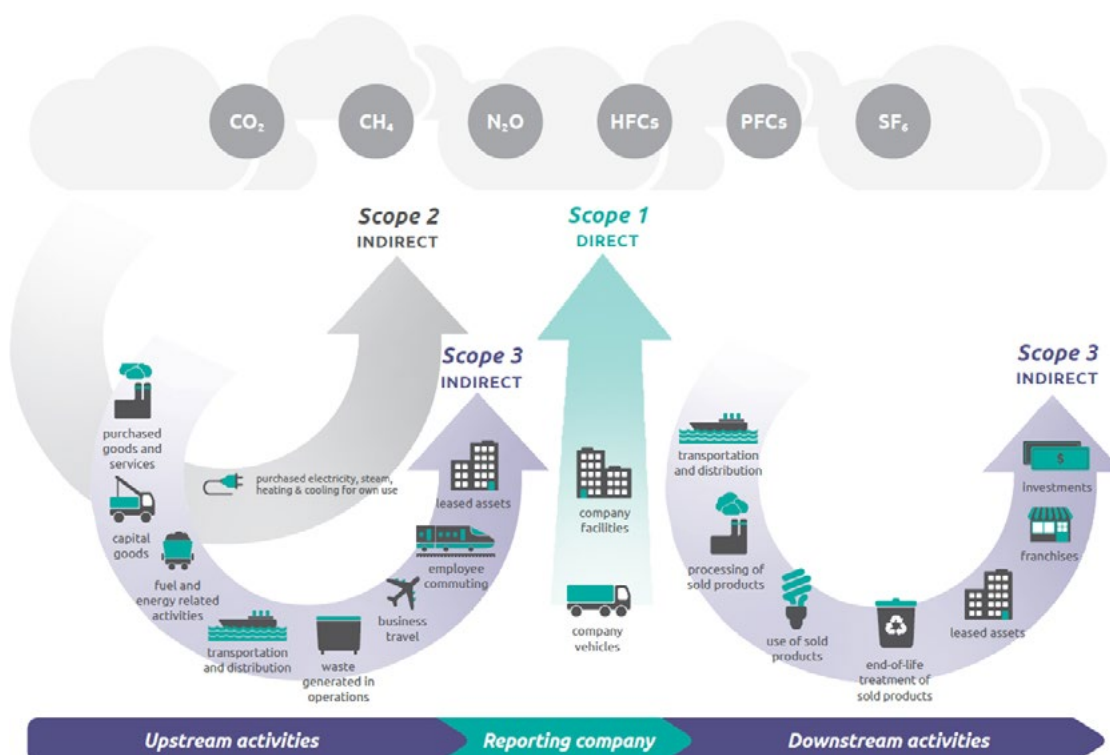 CO₂
CH₄
N₂O
HFCs
PFCs
SF₆
Scope 2
INDIRECT
Scope 1
DIRECT
Scope 3
INDIRECT
Scope 3
INDIRECT
purchased
goods and
services
capital
goods
fuel and
energy related
activities
purchased electricity, steam,
heating & cooling for own use
transportation
and distribution
waste
generated in
operations
business
travel
employee
commuting
leased assets
company
facilities
company
vehicles
transportation
and distribution
processing of
sold products
use of sold
products
end-of-life
treatment of
sold products
leased assets
franchises
$
investments
Upstream activities
Reporting company
Downstream activities